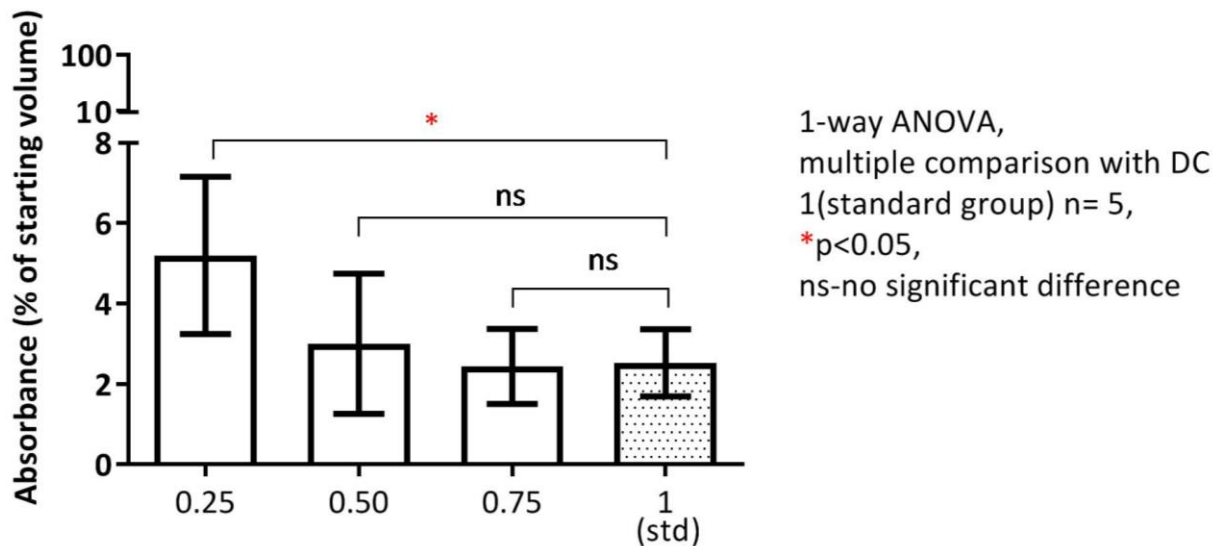 Absorbance (% of starting volume)
100
10
8
6
4
2
0
*
ns
ns
0.25 0.50 0.75 1
(std)
1-way ANOVA,
multiple comparison with DC
1(standard group) n= 5,
*p<0.05,
ns-no significant difference